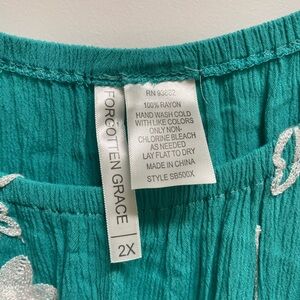 FORGOTTEN GRACE
2X
RN 93882
100% RAYON
HAND WASH COLD
WITH LIKE COLORS
ONLY NON-
CHLORINE BLEACH
AS NEEDED
LAY FLAT TO DRY
MADE IN CHINA
STYLE SB500X